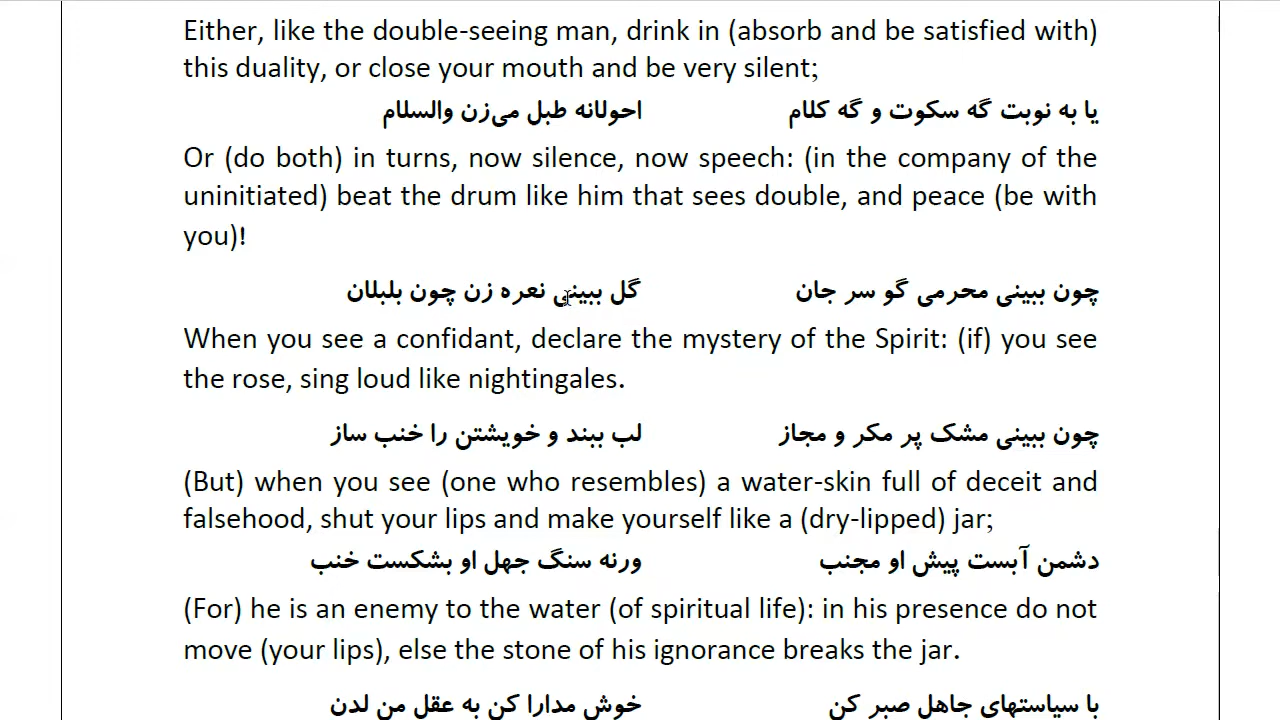 Either, like the double-seeing man, drink in (absorb and be satisfied with)
this duality, or close your mouth and be very silent;
یا به نوبت گه سکوت و گه کلام احولانه طبل می‌زن والسلام
Or (do both) in turns, now silence, now speech: (in the company of the
uninitiated) beat the drum like him that sees double, and peace (be with
you)!
چون ببینی محرمی گو سر جان گل ببینی نعره زن چون بلبلان
When you see a confidant, declare the mystery of the Spirit: (if) you see
the rose, sing loud like nightingales.
چون ببینی مشک پر مکر و مجاز لب ببند و خویشتن را خنب ساز
(But) when you see (one who resembles) a water-skin full of deceit and
falsehood, shut your lips and make yourself like a (dry-lipped) jar;
دشمن آبست پیش او مجنب ورنه سنگ جهل او بشکست خنب
(For) he is an enemy to the water (of spiritual life): in his presence do not
move (your lips), else the stone of his ignorance breaks the jar.
با سیاستهای جاهل صبر کن خوش مدارا کن به عقل من لدن